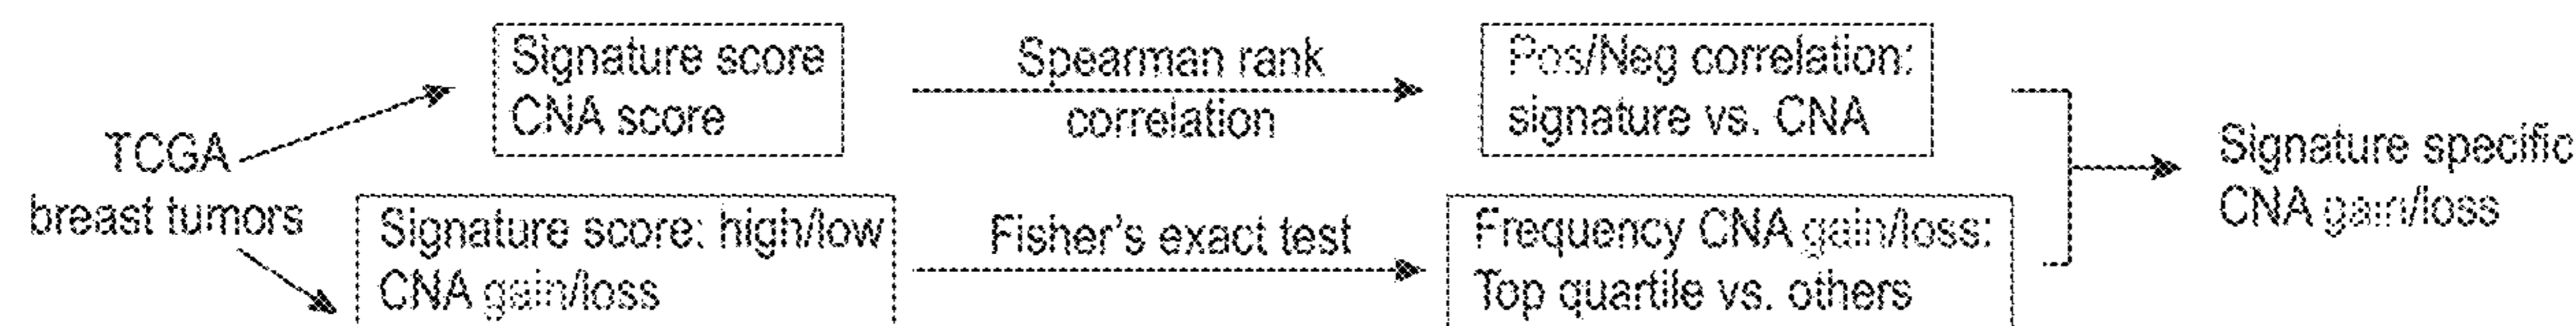 TCGA
breast tumors
Signature score
CNA score
Spearman rank
correlation
Pos/Neg correlation:
signature vs. CNA
Signature score: high/low
CNA gain/loss
Fisher's exact test
Frequency CNA gain/loss:
Top quartile vs. others
Signature specific
CNA gain/loss